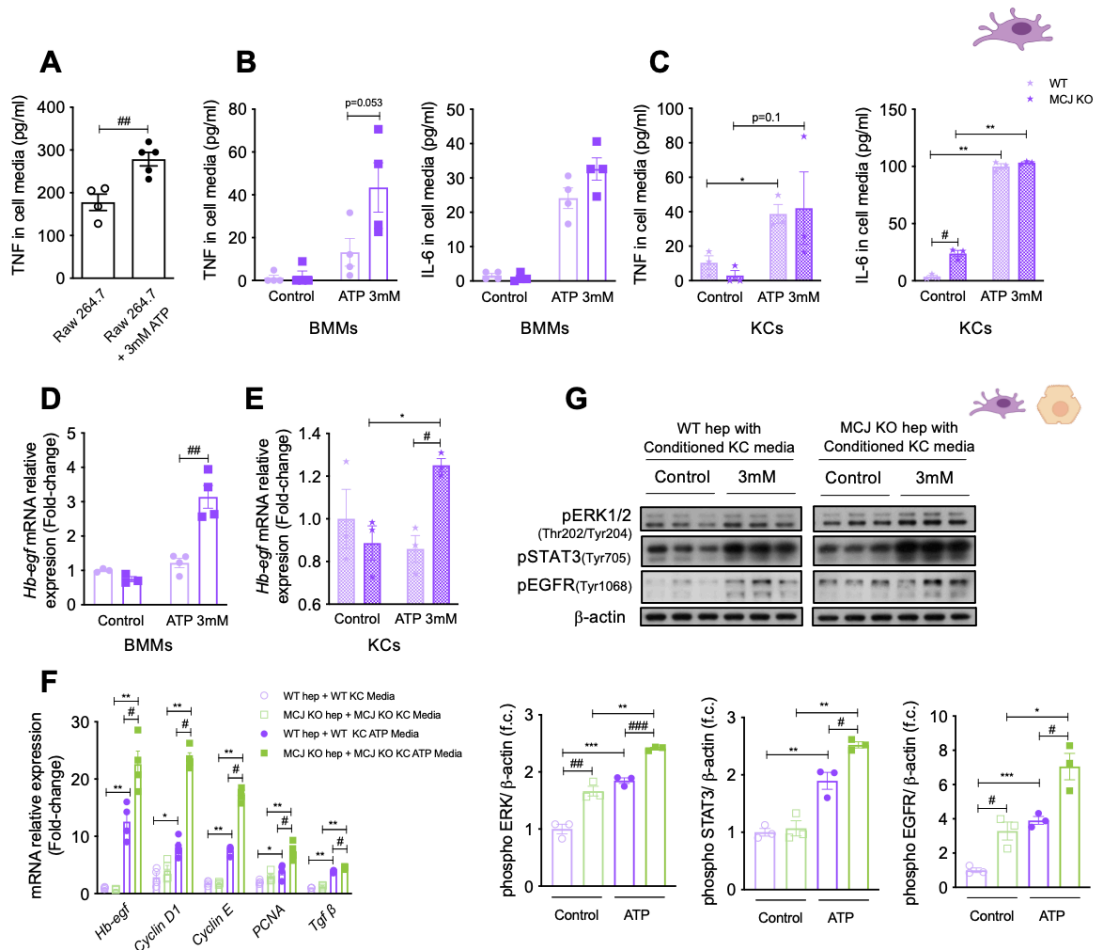 A
TNF in cell media (pg/ml)
400
300
200
100
0
##
Raw 264.7
Raw 264.7
+ 3mM ATP
B
TNF in cell media (pg/ml)
80
60
40
20
0
p=0.053
Control
ATP 3mM
BMMs
IL-6 in cell media (pg/ml)
50
40
30
20
10
0
Control
ATP 3mM
BMMs
C
TNF in cell media (pg/ml)
100
80
60
40
20
0
p=0.1
*
Control
ATP 3mM
KCs
WT
MCJ KO
IL-6 in cell media (pg/ml)
150
100
50
0
**
**
#
Control
ATP 3mM
KCs
D
Hb-egf mRNA relative
expresion (Fold-change)
5
4
3
2
1
0
##
Control
ATP 3mM
BMMs
E
Hb-egf mRNA relative
expresion (Fold-change)
1.4
1.2
1.0
0.8
0.6
*
#
Control
ATP 3mM
KCs
G
WT hep with
Conditioned KC media
MCJ KO hep with
Conditioned KC media
Control
3mM
Control
3mM
pERK1/2
(Thr202/Tyr204)
pSTAT3(Tyr705)
pEGFR(Tyr1068)
β-actin
F
mRNA relative expression
(Fold-change)
30
20
10
0
WT hep + WT KC Media
MCJ KO hep + MCJ KO KC Media
WT hep + WT KC ATP Media
MCJ KO hep + MCJ KO KC ATP Media
**
#
**
**
#
*
**
#
**
**
#
*
**
#
**
Hb-egf
Cyclin D1
Cyclin E
PCNA
Tgf β
phospho ERK/ β-actin (f.c.)
3
2
1
0
**
###
***
##
Control
ATP
phospho STAT3/ β-actin (f.c.)
3
2
1
0
**
#
**
Control
ATP
phospho EGFR/ β-actin (f.c.)
10
8
6
4
2
0
*
#
***
#
Control
ATP